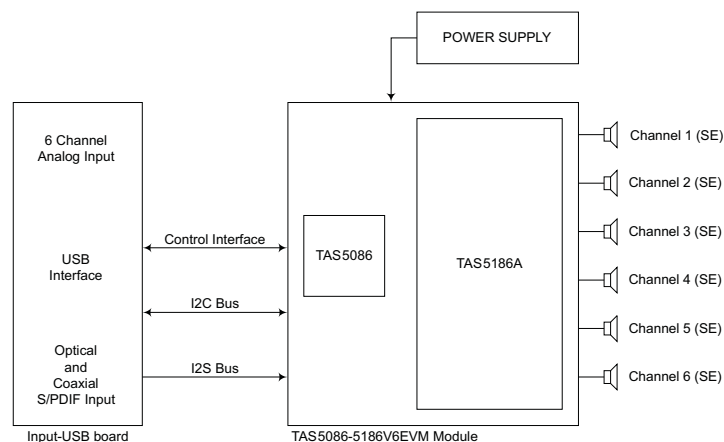 POWER SUPPLY
6 Channel
Analog Input
USB
Interface
Optical
and
Coaxial
S/PDIF Input
Input-USB board
Control Interface
I2C Bus
I2S Bus
TAS5086
TAS5186A
TAS5086-5186V6EVM Module
Channel 1 (SE)
Channel 2 (SE)
Channel 3 (SE)
Channel 4 (SE)
Channel 5 (SE)
Channel 6 (SE)